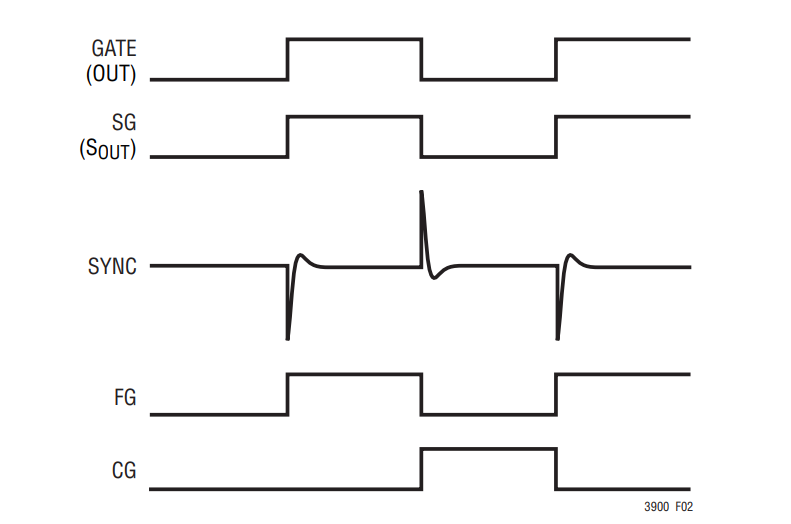 GATE
(OUT)
SG
(SOUT)
SYNC
FG
CG
3900 F02